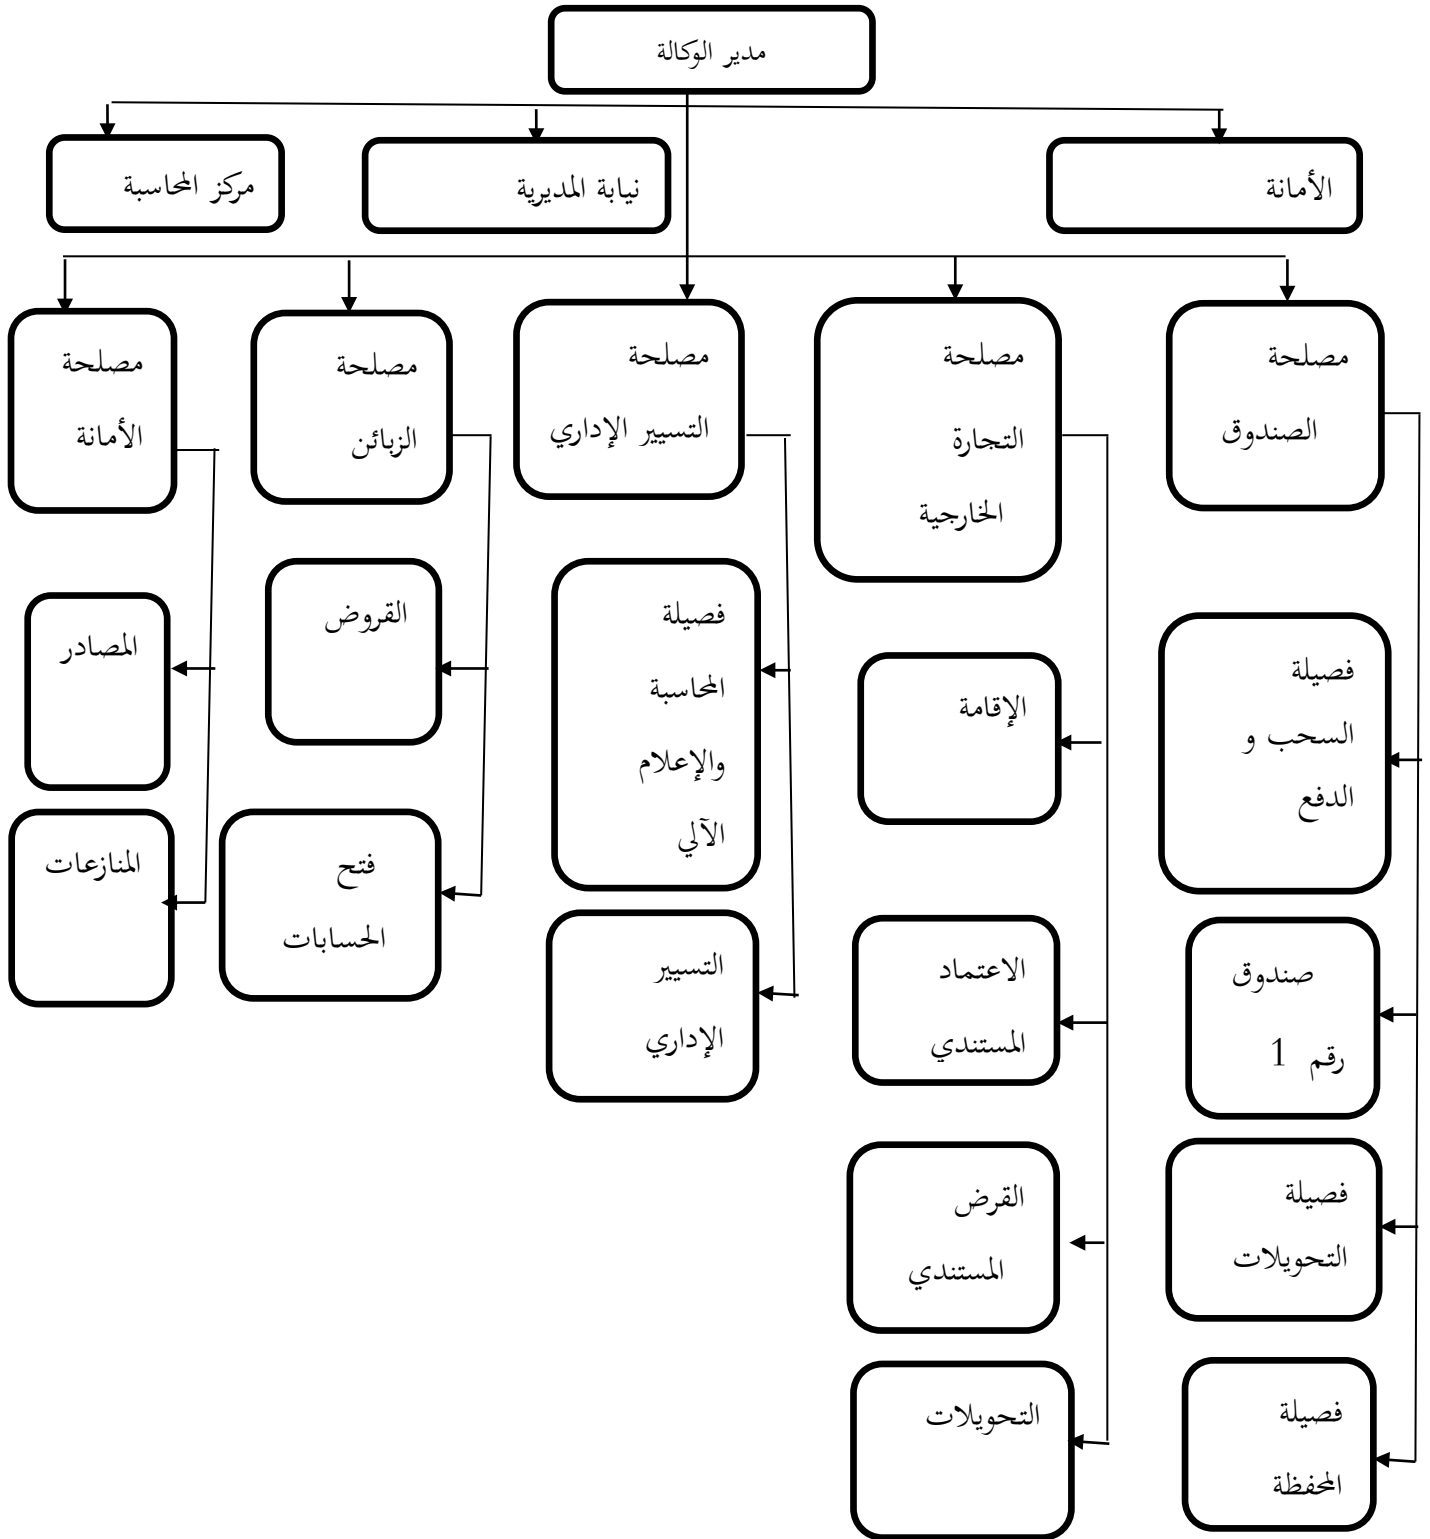 مدير الوكالة
الأمانة
نيابة المديرية
مركز المحاسبة
مصلحة
الصندوق
مصلحة
التجارة
الخارجية
مصلحة
التسيير الإداري
مصلحة
الزبائن
مصلحة
الأمانة
فصيلة
السحب و
الدفع
صندوق
رقم 1
فصيلة
التحويلات
فصيلة
المحفظة
الإقامة
الاعتماد
المستندي
القرض
المستندي
التحويلات
فصيلة
المحاسبة
والإعلام
الآلي
التسيير
الإداري
القروض
فتح
الحسابات
المصادر
المنازعات